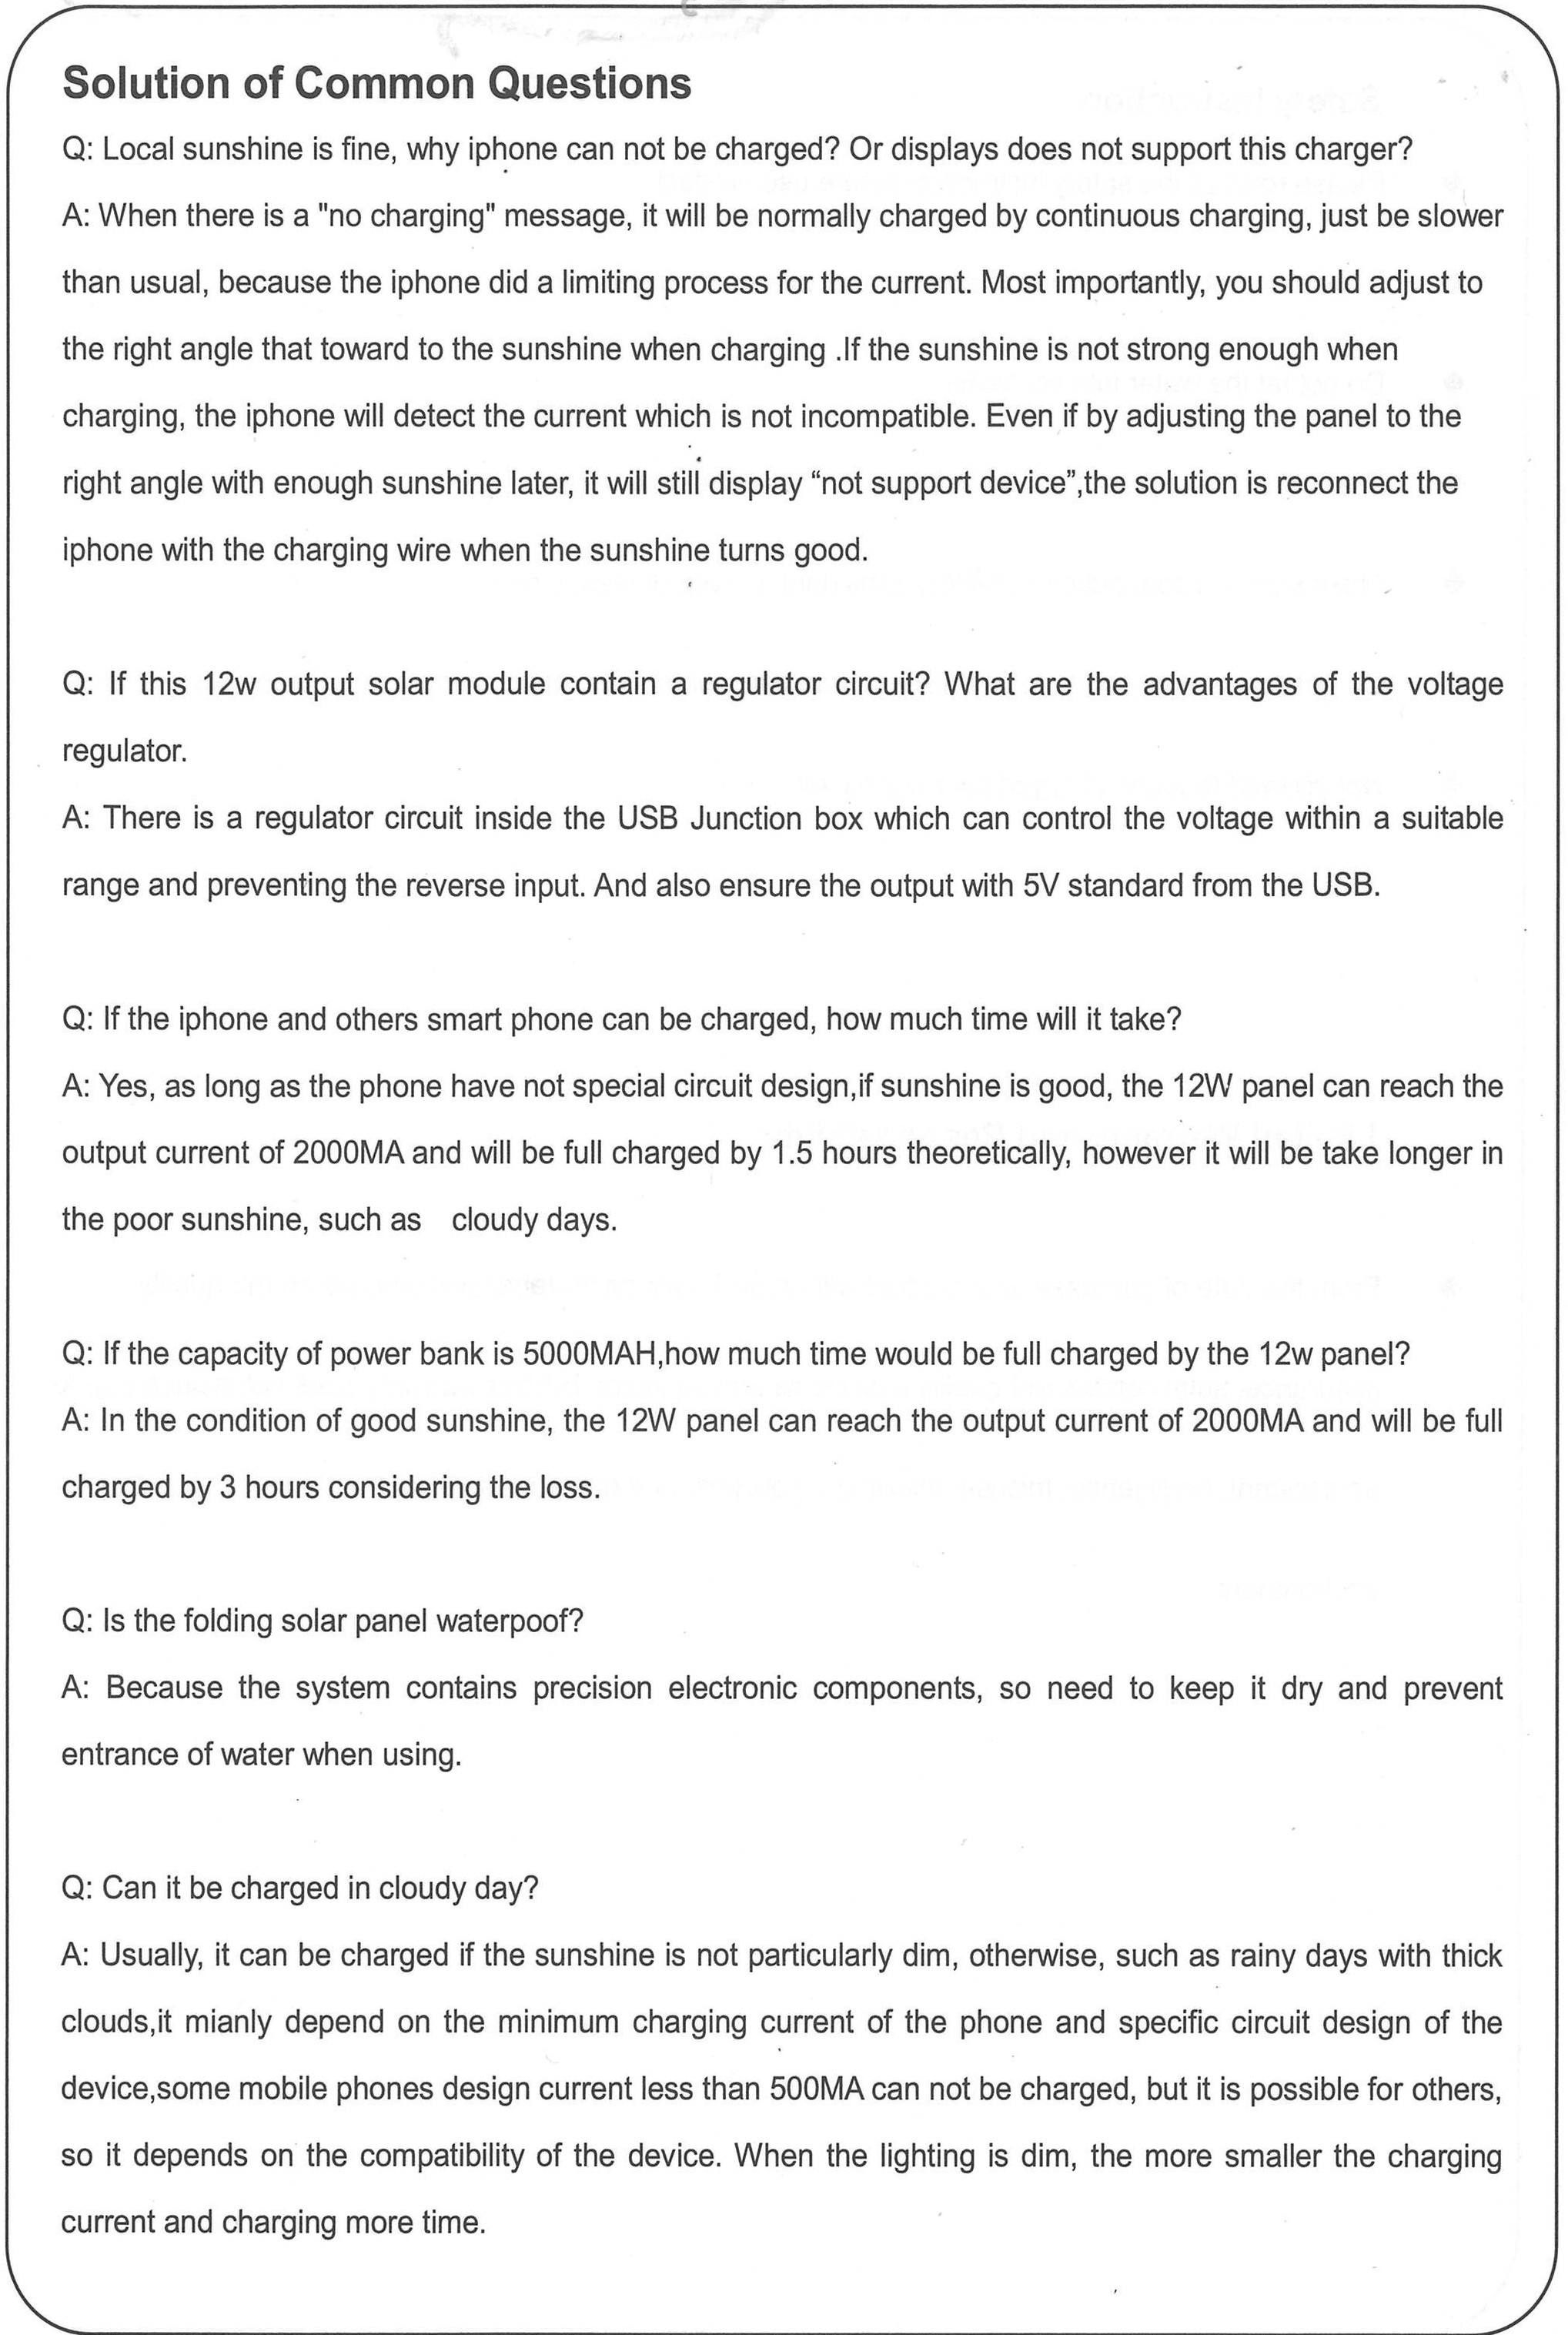 Solution of Common Questions
Q: Local sunshine is fine, why iphone can not be charged? Or displays does not support this charger?
A: When there is a "no charging" message, it will be normally charged by continuous charging, just be slower
than usual, because the iphone did a limiting process for the current. Most importantly, you should adjust to
the right angle that toward to the sunshine when charging .If the sunshine is not strong enough when
charging, the iphone will detect the current which is not incompatible. Even if by adjusting the panel to the
right angle with enough sunshine later, it will still display “not support device”,the solution is reconnect the
iphone with the charging wire when the sunshine turns good.
Q: If this 12w output solar module contain a regulator circuit? What are the advantages of the voltage
regulator.
A: There is a regulator circuit inside the USB Junction box which can control the voltage within a suitable
range and preventing the reverse input. And also ensure the output with 5V standard from the USB.
Q: If the iphone and others smart phone can be charged, how much time will it take?
A: Yes, as long as the phone have not special circuit design,if sunshine is good, the 12W panel can reach the
output current of 2000MA and will be full charged by 1.5 hours theoretically, however it will be take longer in
the poor sunshine, such as cloudy days.
Q: If the capacity of power bank is 5000MAH,how much time would be full charged by the 12w panel?
A: In the condition of good sunshine, the 12W panel can reach the output current of 2000MA and will be full
charged by 3 hours considering the loss.
Q: Is the folding solar panel waterpoof?
A: Because the system contains precision electronic components, so need to keep it dry and prevent
entrance of water when using.
Q: Can it be charged in cloudy day?
A: Usually, it can be charged if the sunshine is not particularly dim, otherwise, such as rainy days with thick
clouds,it mianly depend on the minimum charging current of the phone and specific circuit design of the
device,some mobile phones design current less than 500MA can not be charged, but it is possible for others,
so it depends on the compatibility of the device. When the lighting is dim, the more smaller the charging
current and charging more time.